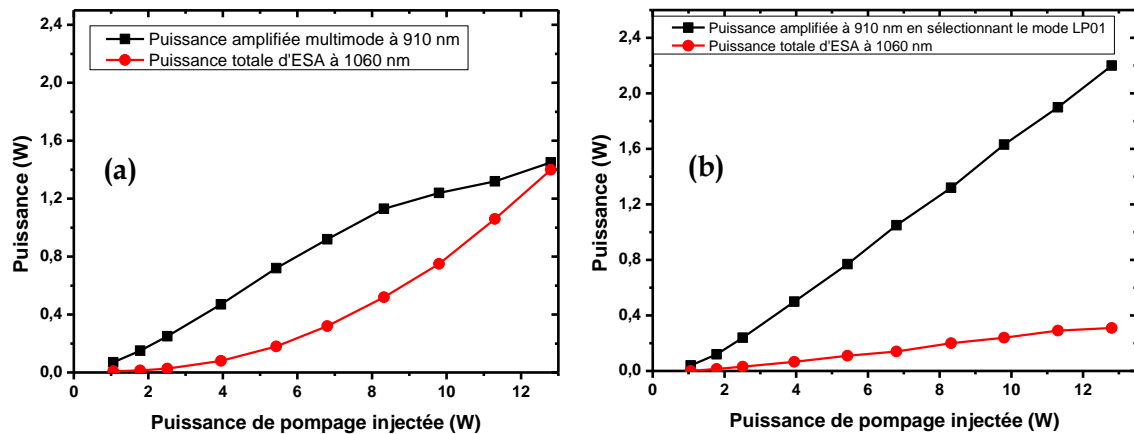 2,4
2,0
1,6
1,2
0,8
0,4
0,0
Puissance (W)
Puissance amplifiée multimode à 910 nm
Puissance totale d'ESA à 1060 nm
(a)
0
2
4
6
8
10
12
Puissance de pompage injectée (W)
2,4
2,0
1,6
1,2
0,8
0,4
0,0
Puissance (W)
Puissance amplifiée à 910 nm en sélectionnant le mode LP01
Puissance totale d'ESA à 1060 nm
(b)
0
2
4
6
8
10
12
Puissance de pompage injectée (W)